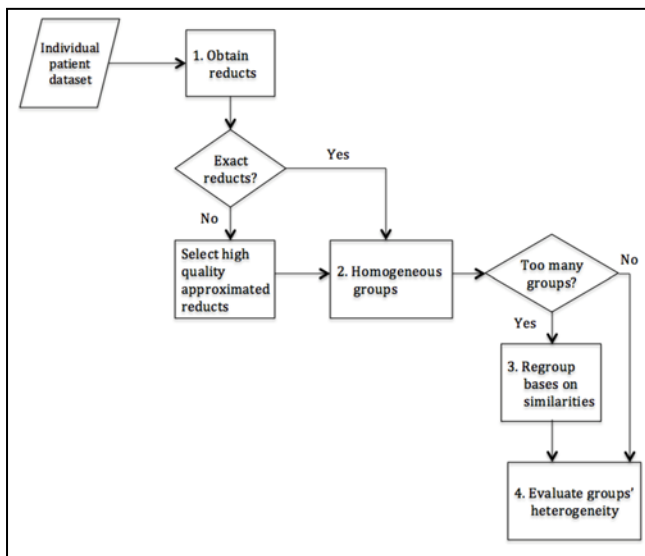 Individual
patient
dataset
1. Obtain
reducts
Exact
reducts?
Yes
No
Select high
quality
approximated
reducts
2. Homogeneous
groups
Too many
groups?
No
Yes
3. Regroup
bases on
similarities
4. Evaluate groups'
heterogeneity